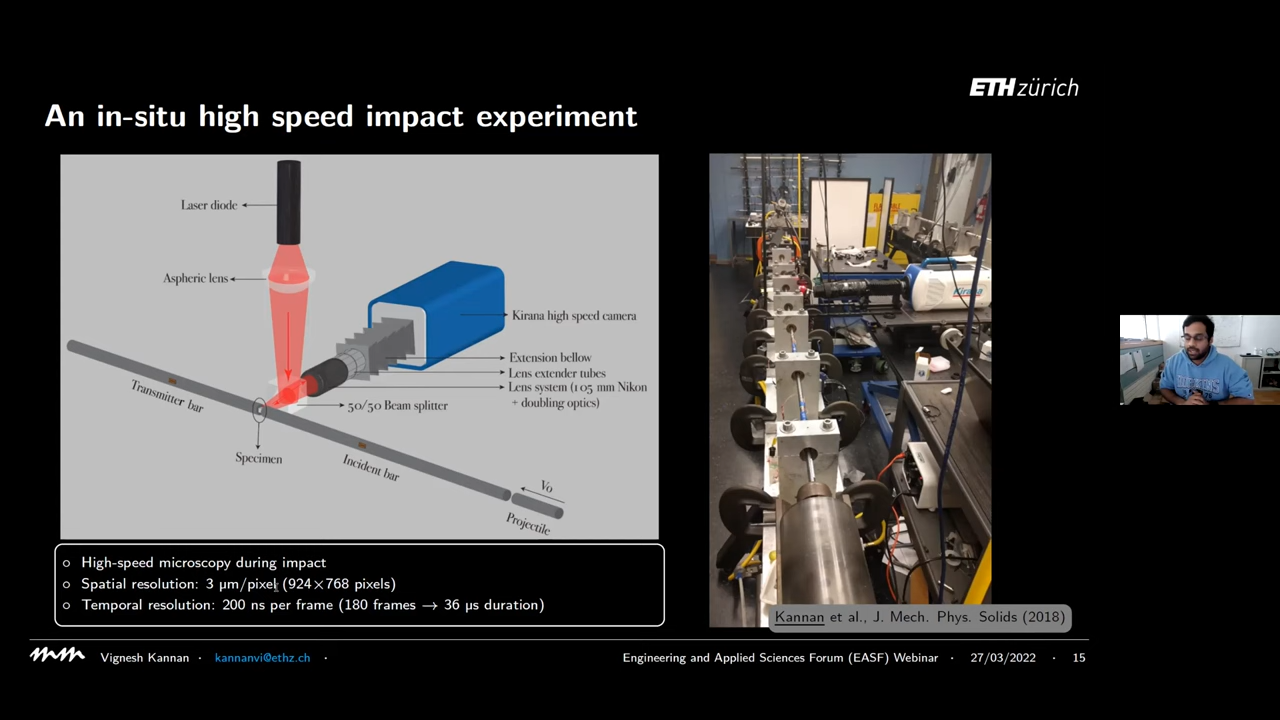 ETH zürich
An in-situ high speed impact experiment
Laser diode
Aspheric lens
Kirana high speed camera
Extension bellow
Lens extender tubes
Lens system (105 mm Nikon
+ doubling optics)
50/50 Beam splitter
Transmitter bar
Specimen
Incident bar
V0
Projectile
Kirana
High-speed microscopy during impact
Spatial resolution: 3 µm/pixel (924×768 pixels)
Temporal resolution: 200 ns per frame (180 frames → 36 µs duration)
Kannan et al., J. Mech. Phys. Solids (2018)
Vignesh Kannan · kannanvi@ethz.ch ·
Engineering and Applied Sciences Forum (EASF) Webinar · 27/03/2022 · 15